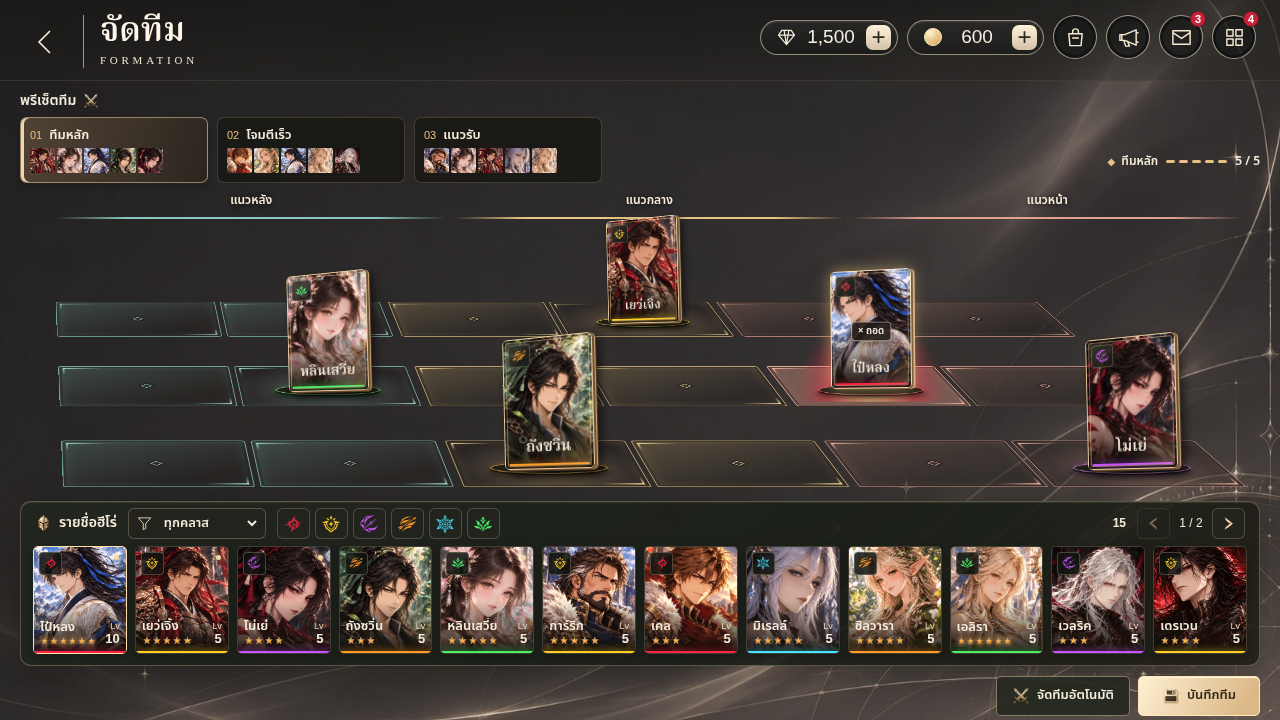 จัดทีม
FORMATION
1,500
600
3
4
พรีเซ็ตทีม
01 ทีมหลัก
02 โจมตีเร็ว
03 แนวรับ
ทีมหลัก 5 / 5
แนวหลัง
แนวกลาง
แนวหน้า
เยว่เจิ้ง
หลินเสวี่ย
× ถอด
ไป๋หลง
ถังซวิน
โม่เย่
รายชื่อฮีโร่
ทุกคลาส
15
1 / 2
ไป๋หลง Lv 10
เยว่เจิ้ง Lv 5
โม่เย่ Lv 5
ถังซวิน Lv 5
หลินเสวี่ย Lv 5
การ์ริก Lv 5
เคล Lv 5
มิเรลล์ Lv 5
ซิลวารา Lv 5
เอลิรา Lv 5
เวลริค Lv 5
เดรเวน Lv 5
จัดทีมอัตโนมัติ
บันทึกทีม